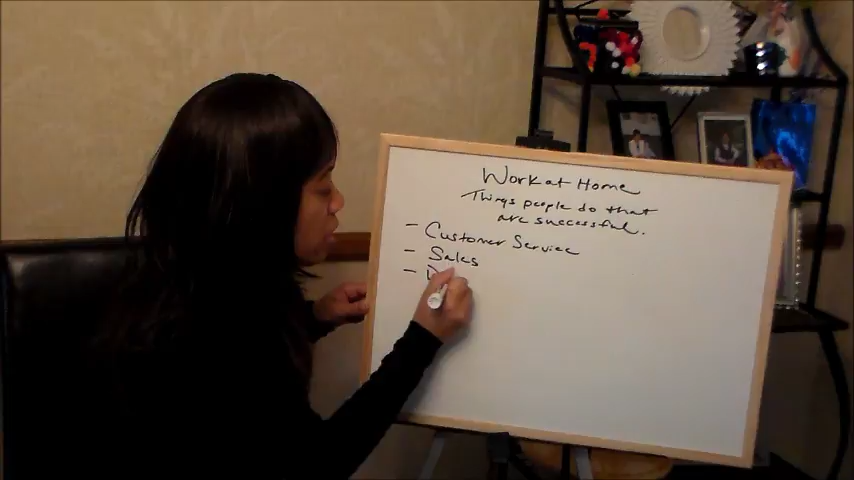 Work at Home
Things people do that
are successful.
- Customer Service
- Sales
- D